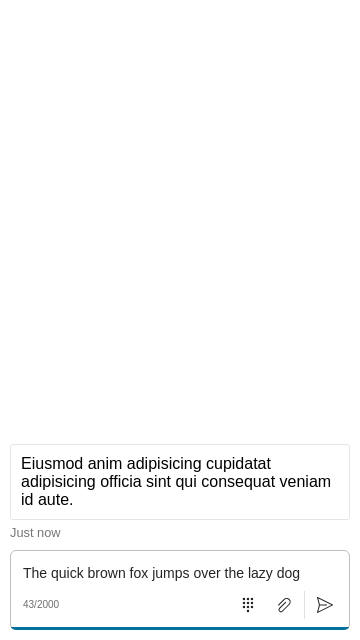 Eiusmod anim adipisicing cupidatat
adipisicing officia sint qui consequat veniam
id aute.
Just now
The quick brown fox jumps over the lazy dog
43/2000